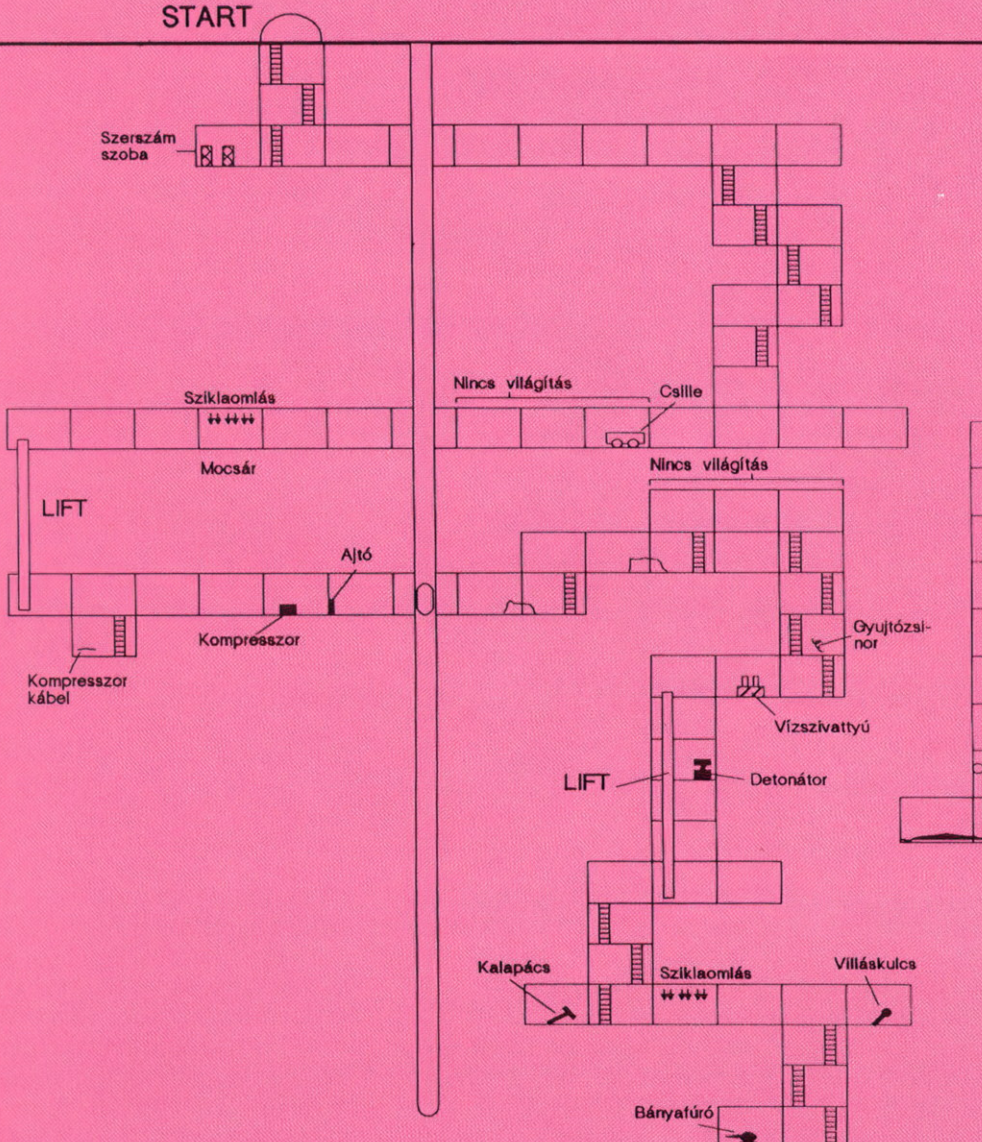 START
Szerszám
szoba
Nincs világítás
Csille
Sziklaomlás
Mocsár
Nincs világítás
LIFT
Ajtó
Kompresszor
Gyujtózsi-
nor
Kompresszor
kábel
Vízszivattyú
LIFT
Detonátor
Kalapács
Sziklaomlás
Villáskulcs
Bányafúró